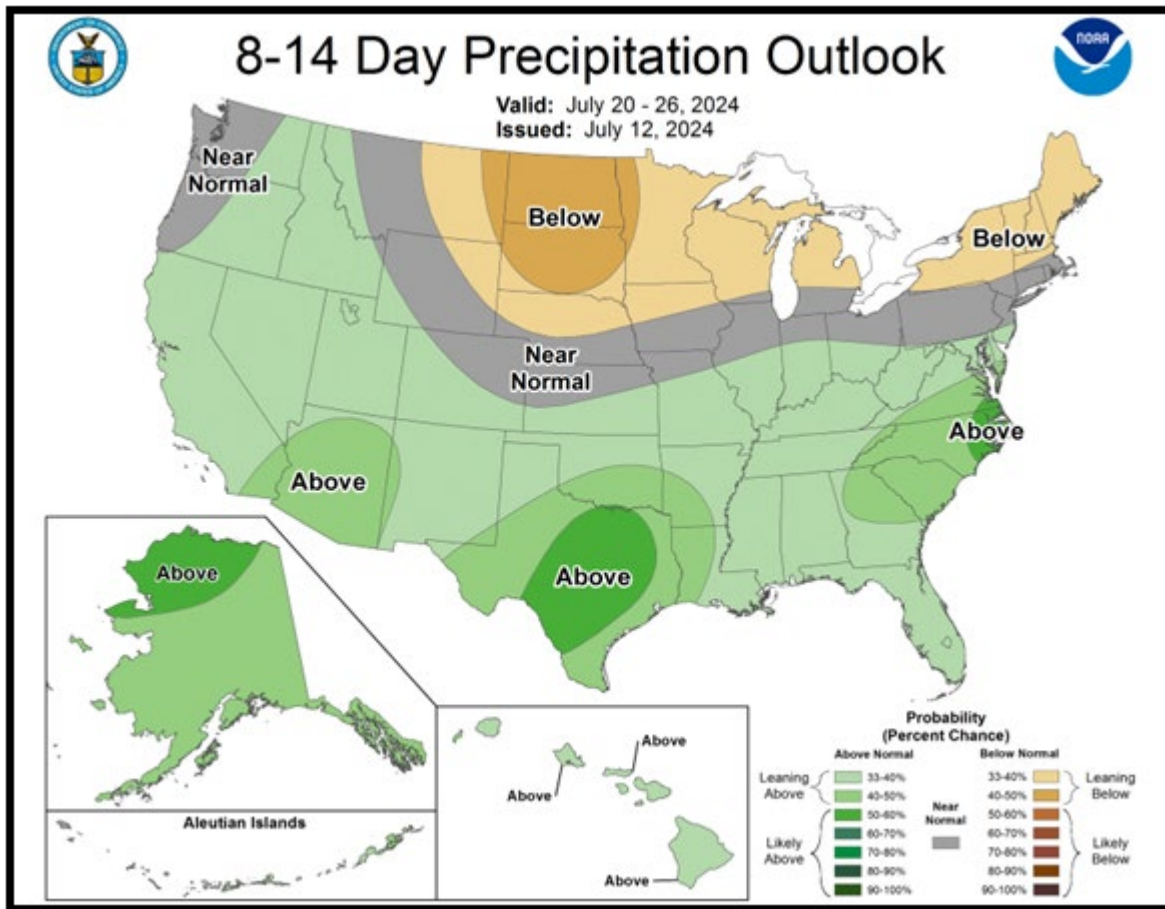 8-14 Day Precipitation Outlook
Valid: July 20 - 26, 2024
Issued: July 12, 2024
NOAA
Near
Normal
Below
Below
Near
Normal
Above
Above
Above
Above
Above
Above
Above
Aleutian Islands
Probability
(Percent Chance)
Above Normal
Below Normal
Leaning
Above
33-40%
40-50%
Likely
Above
50-60%
60-70%
70-80%
80-90%
90-100%
Near
Normal
33-40%
40-50%
Leaning
Below
50-60%
60-70%
70-80%
80-90%
90-100%
Likely
Below